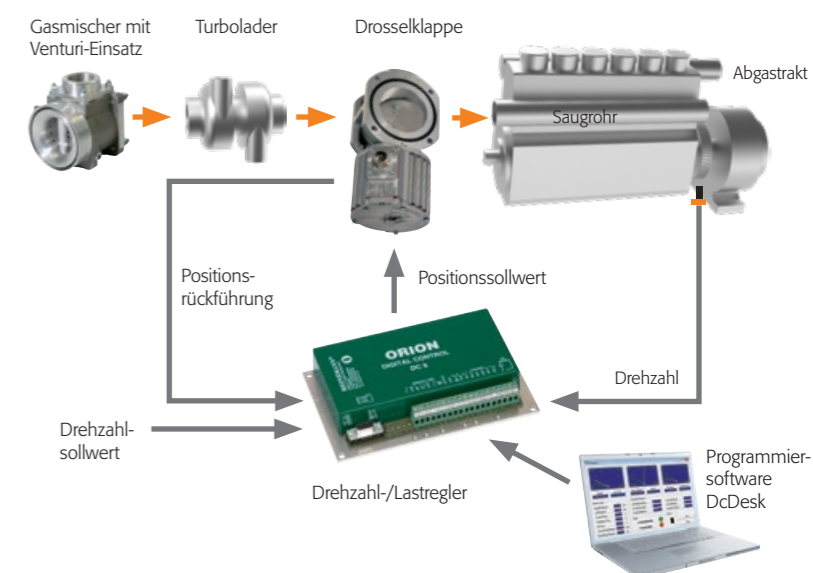 Gasmischer mit
Venturi-Einsatz
Turbolader
Drosselklappe
Abgastrakt
Saugrohr
Positions-
rückführung
Positionssollwert
ORION
DIGITAL CONTROL
DC 6
Drehzahl
Drehzahl-
sollwert
Drehzahl-/Lastregler
Programmier-
software
DcDesk